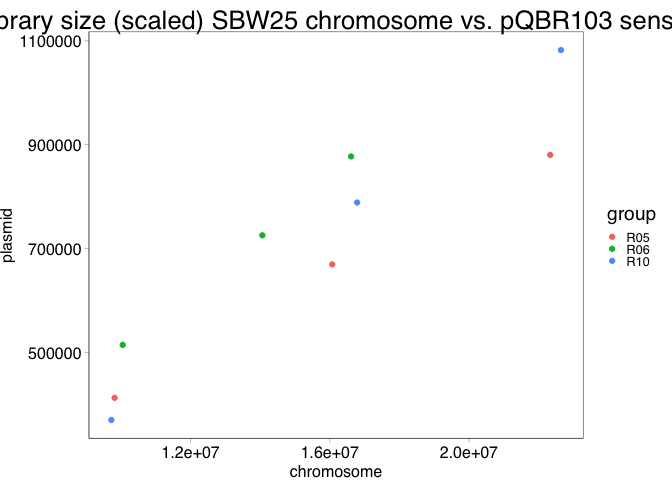 brary size (scaled) SBW25 chromosome vs. pQBR103 sens
1100000
900000
700000
500000
plasmid
1.2e+07 1.6e+07 2.0e+07
chromosome
group
R05
R06
R10